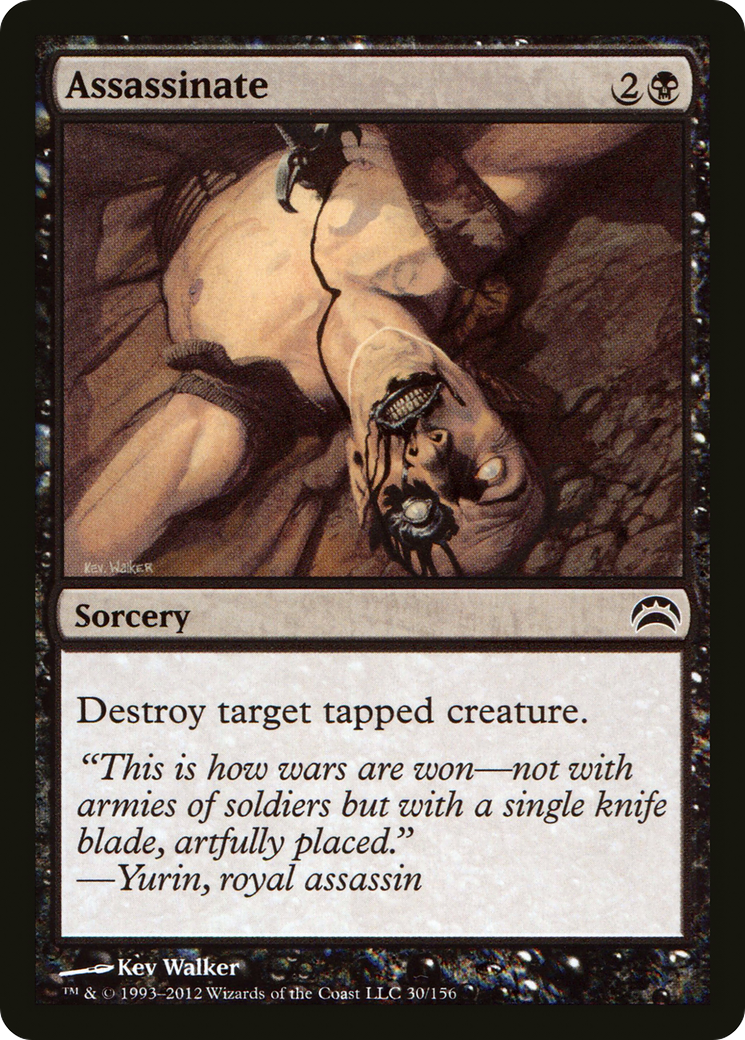 Assassinate 2
Kev. Walker
Sorcery
Destroy target tapped creature.
“This is how wars are won—not with
armies of soldiers but with a single knife
blade, artfully placed.”
—Yurin, royal assassin
Kev Walker
™ & © 1993–2012 Wizards of the Coast LLC 30/156